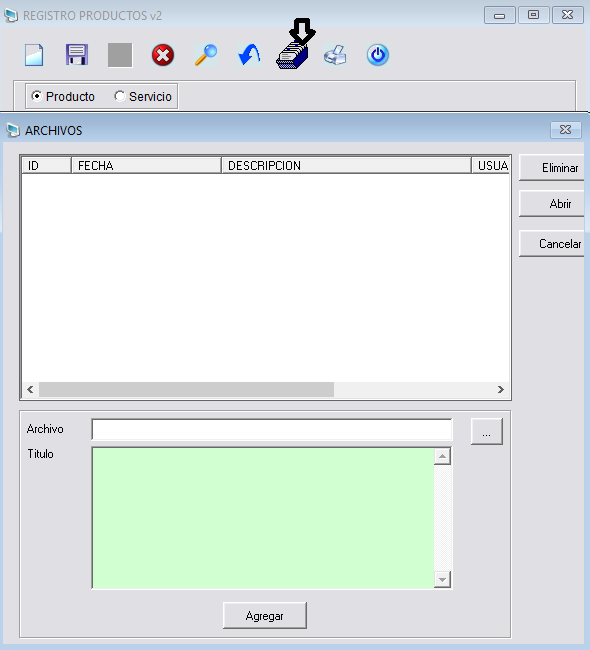 REGISTRO PRODUCTOS v2
Producto Servicio
ARCHIVOS
ID FECHA DESCRIPCION USUA
Eliminar
Abrir
Cancelar
Archivo ...
Titulo
Agregar